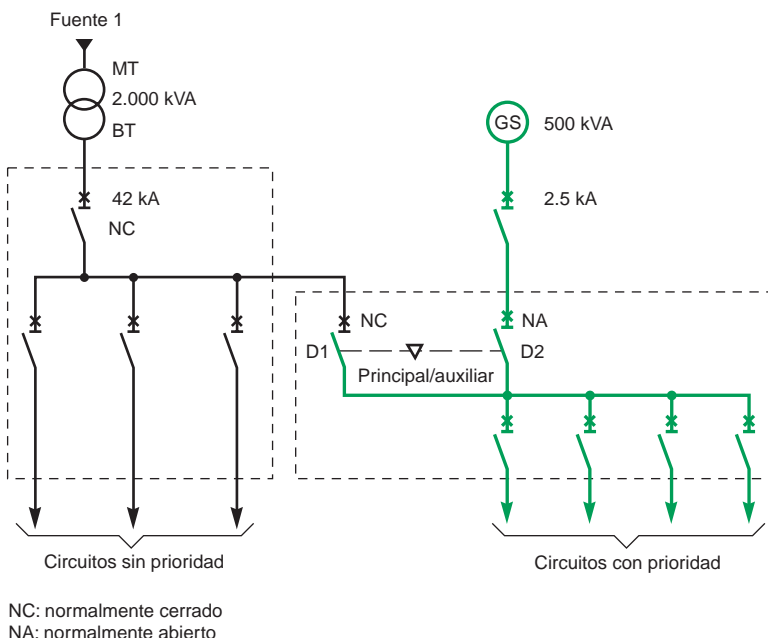 Fuente 1
MT
2.000 kVA
BT
GS
500 kVA
42 kA
NC
2.5 kA
NC
NA
D1
D2
Principal/auxiliar
Circuitos sin prioridad
Circuitos con prioridad
NC: normalmente cerrado
NA: normalmente abierto